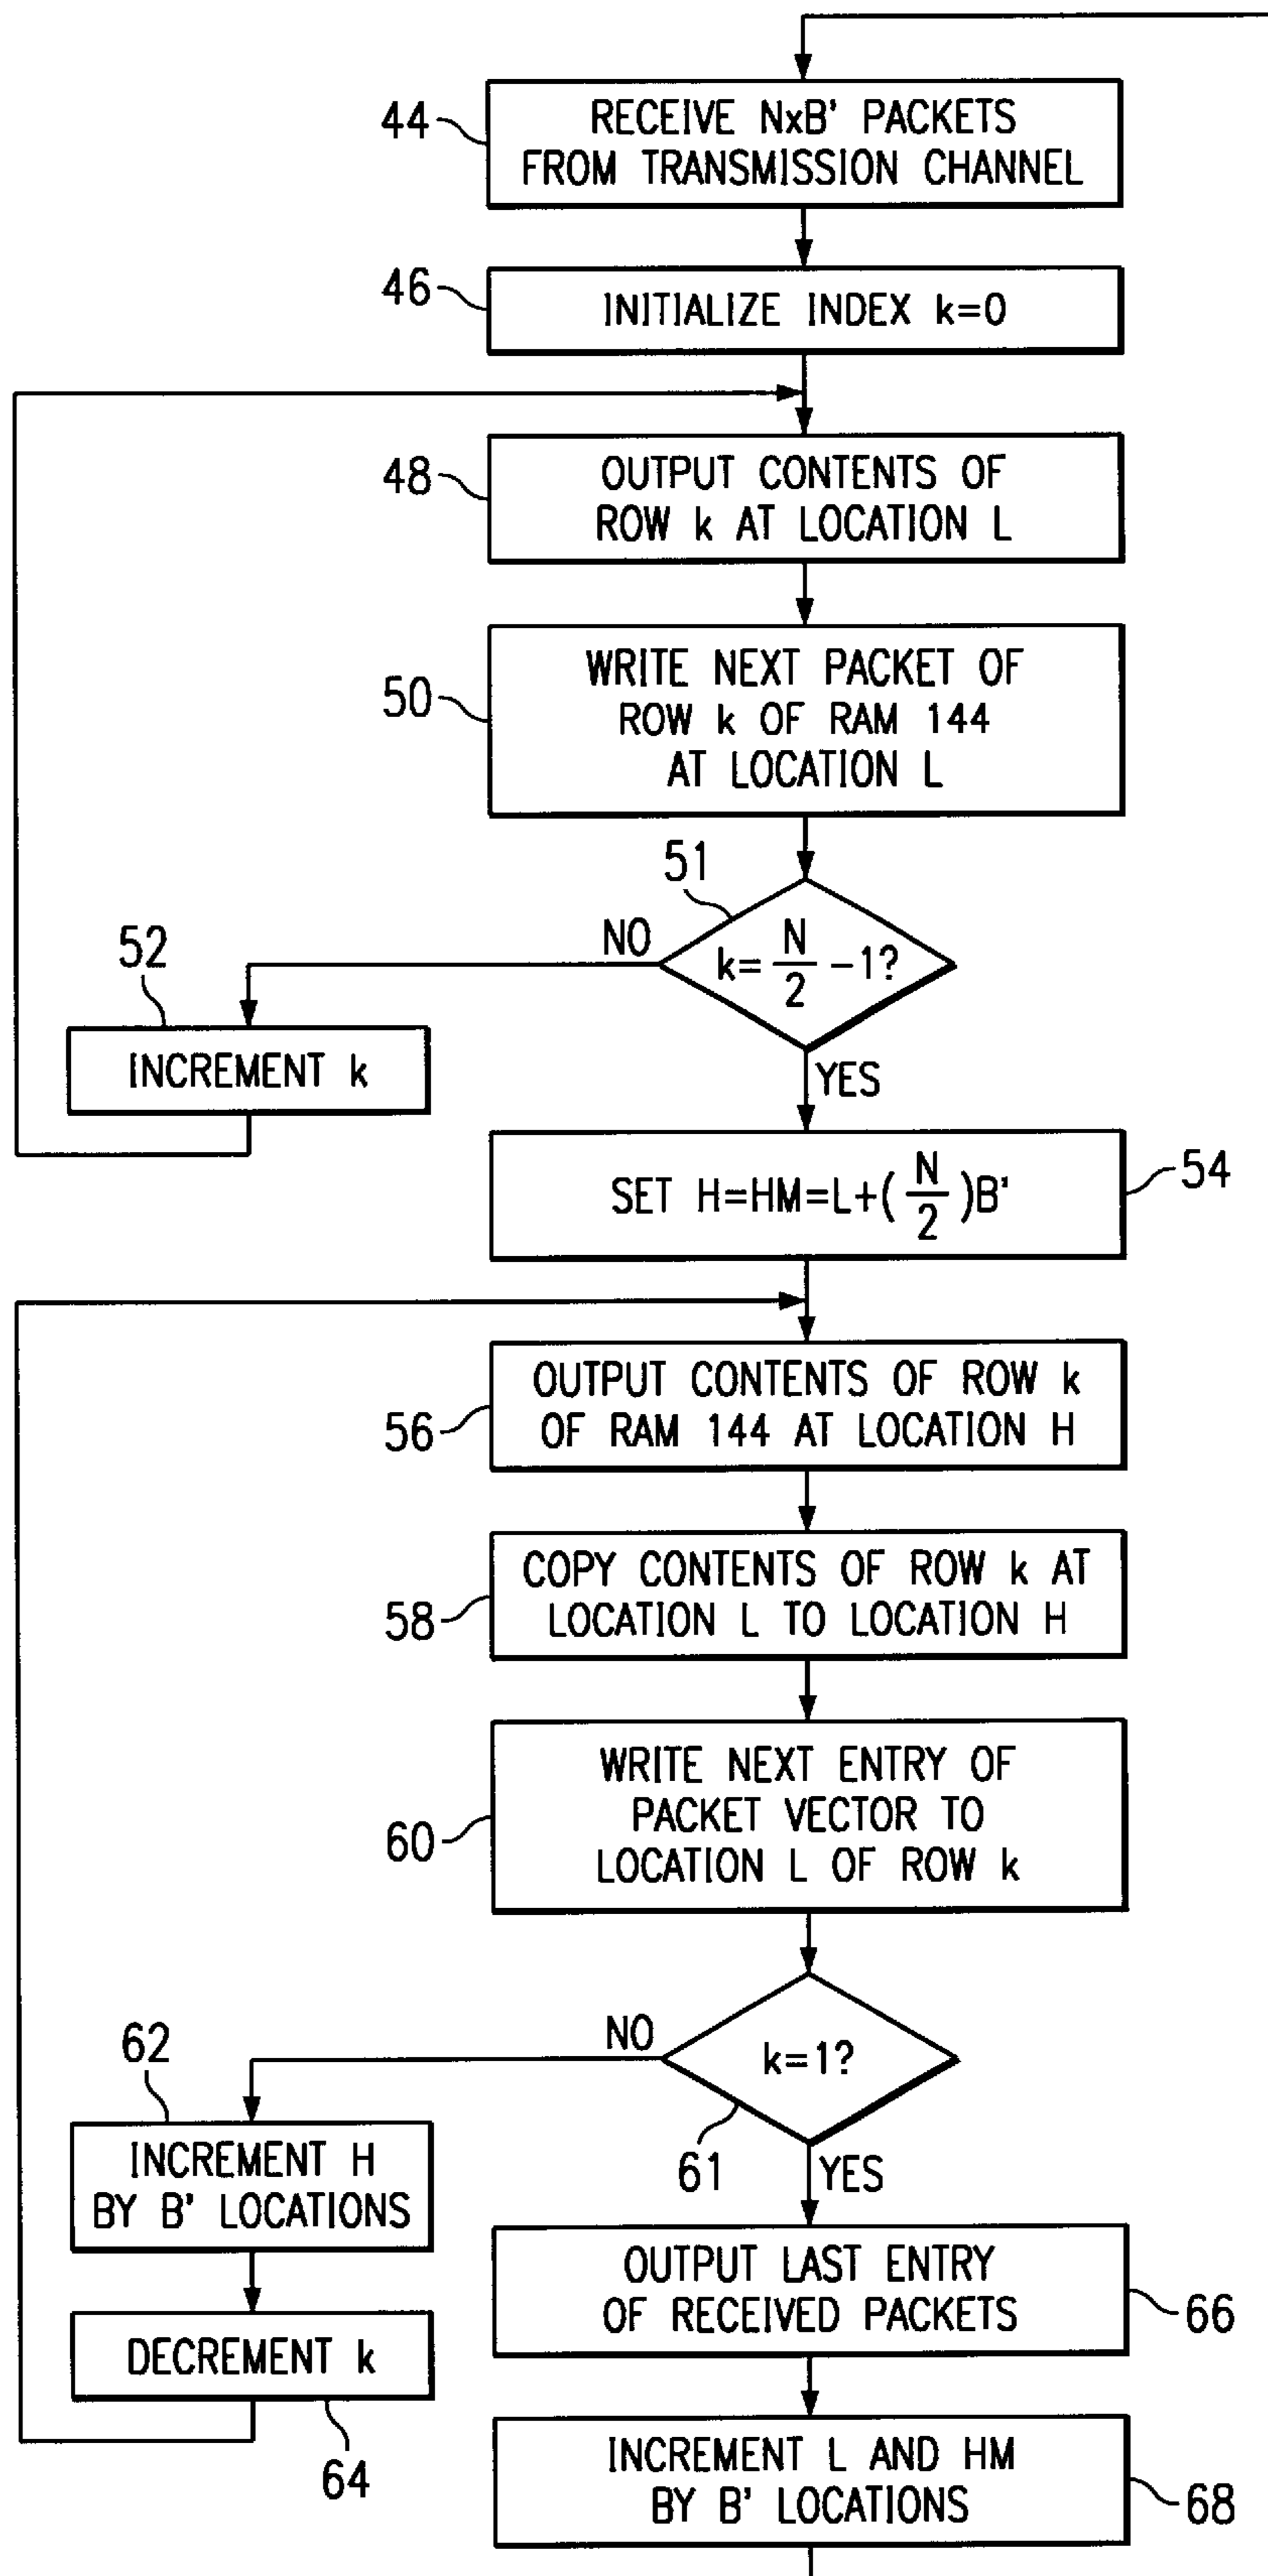 44
RECEIVE NxB' PACKETS
FROM TRANSMISSION CHANNEL
46
INITIALIZE INDEX k=0
48
OUTPUT CONTENTS OF
ROW k AT LOCATION L
50
WRITE NEXT PACKET OF
ROW k OF RAM 144
AT LOCATION L
51
NO
k= N/2 -1?
52
INCREMENT k
YES
SET H=HM=L+(N/2)B'
54
56
OUTPUT CONTENTS OF ROW k
OF RAM 144 AT LOCATION H
58
COPY CONTENTS OF ROW k AT
LOCATION L TO LOCATION H
60
WRITE NEXT ENTRY OF
PACKET VECTOR TO
LOCATION L OF ROW k
NO
k=1?
61
YES
62
INCREMENT H
BY B' LOCATIONS
DECREMENT k
64
OUTPUT LAST ENTRY
OF RECEIVED PACKETS
66
INCREMENT L AND HM
BY B' LOCATIONS
68